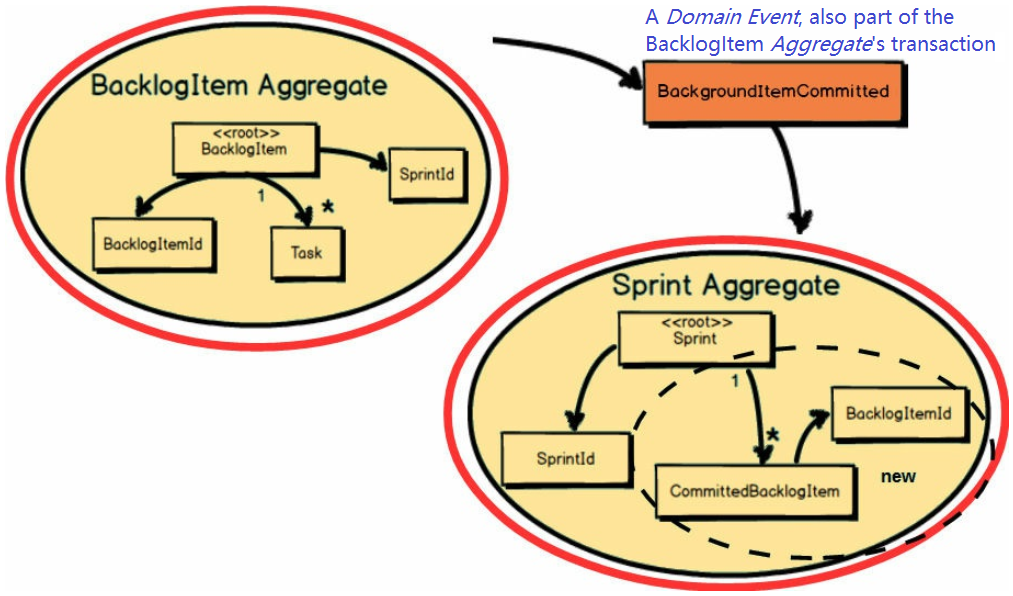 A Domain Event, also part of the
BacklogItem Aggregate's transaction
BackgroundItemCommitted
BacklogItem Aggregate
<<root>>
BacklogItem
SprintId
1
*
BacklogItemId
Task
Sprint Aggregate
<<root>>
Sprint
1
*
BacklogItemId
SprintId
CommittedBacklogItem
new